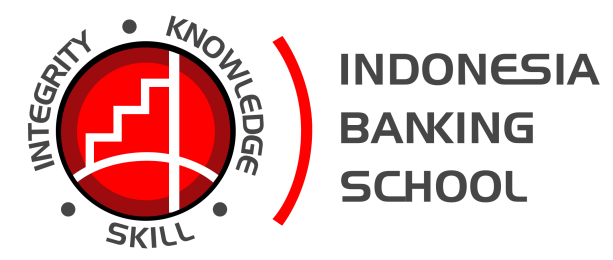 INTEGRITY
KNOWLEDGE
SKILL
INDONESIA
BANKING
SCHOOL